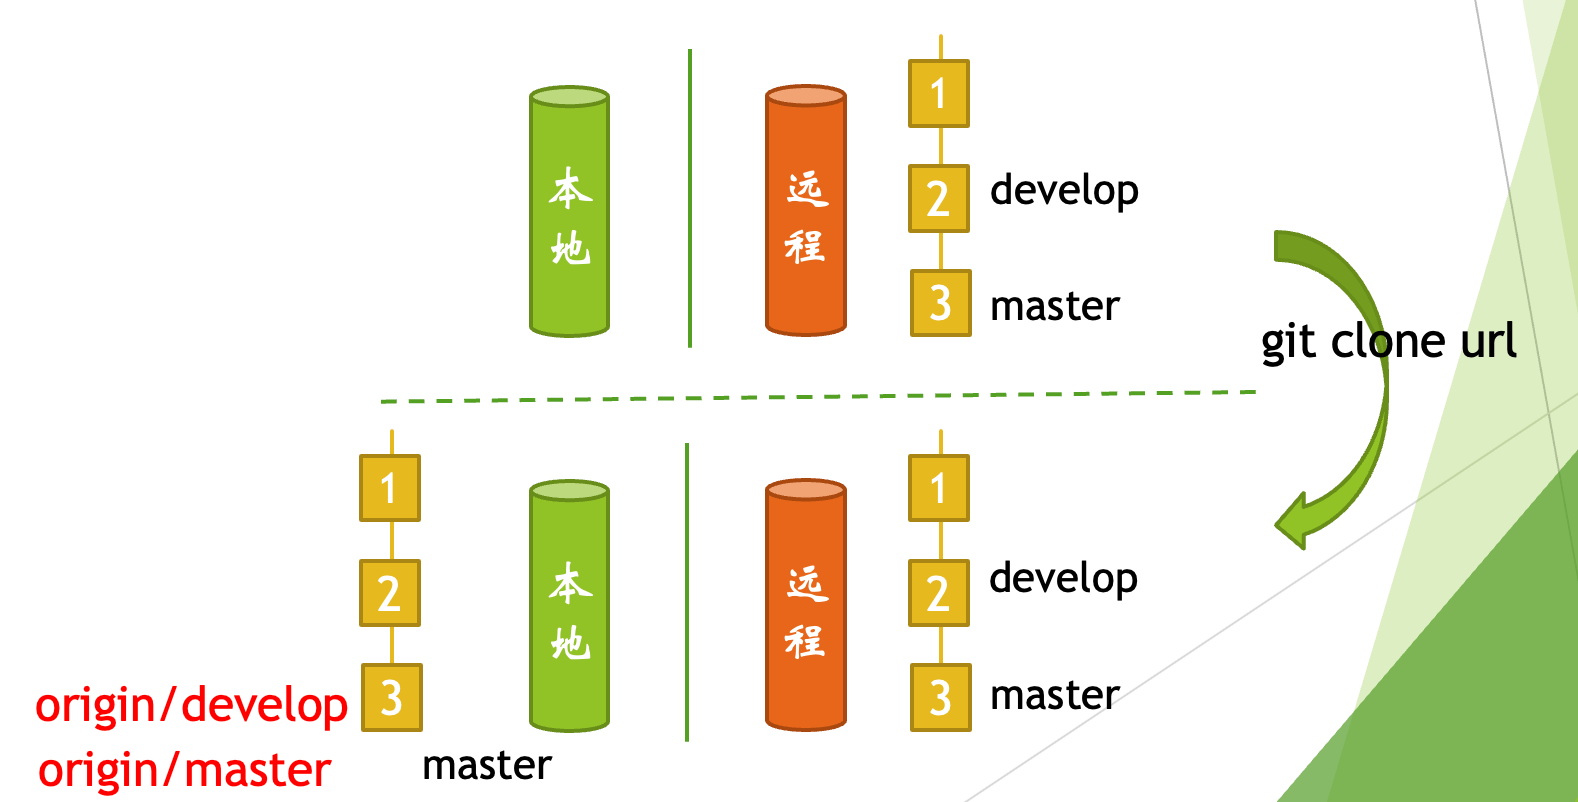 本地
远程
1
2
develop
3
master
git clone url
1
2
3
origin/develop
origin/master
master
本地
远程
1
2
develop
3
master